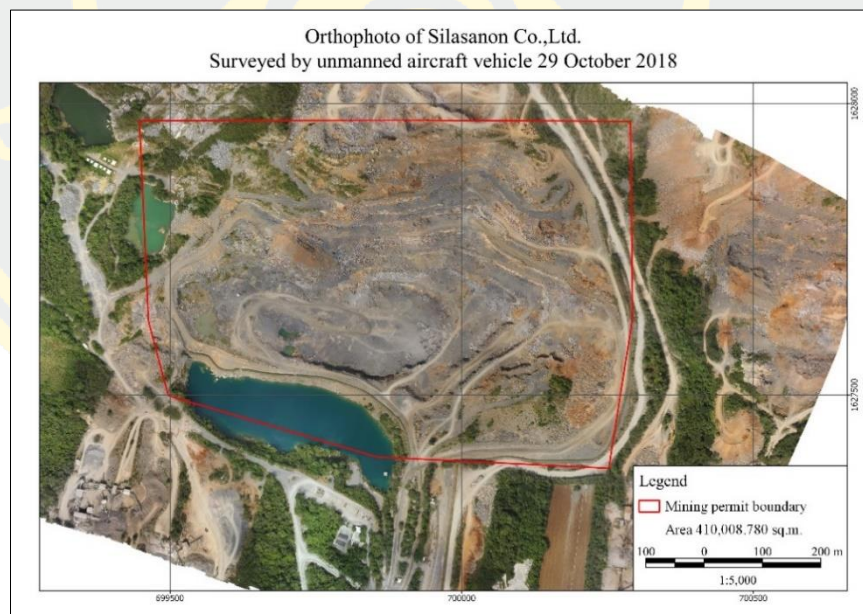 Orthophoto of Silasanon Co.,Ltd.
Surveyed by unmanned aircraft vehicle 29 October 2018
1628000
1627500
Legend
Mining permit boundary
Area 410,008.780 sq.m.
100 0 100 200 m
1:5,000
699500 700000 700500